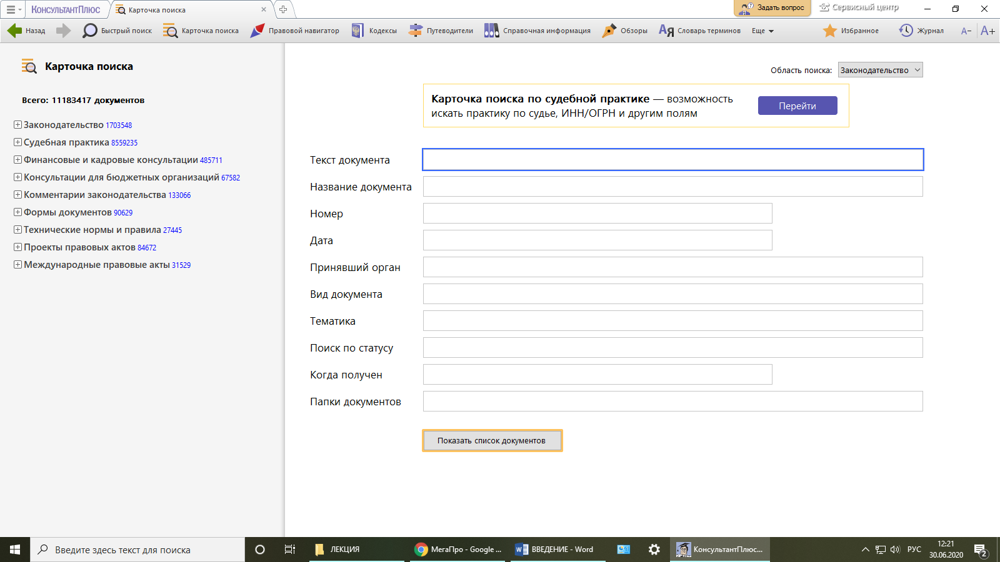 КонсультантПлюс
Карточка поиска
Задать вопрос
Сервисный центр
Назад
Быстрый поиск
Карточка поиска
Правовой навигатор
Кодексы
Путеводители
Справочная информация
Обзоры
Ая Словарь терминов
Еще
Избранное
Журнал
А−
А+
Карточка поиска
Всего: 11183417 документов
Законодательство 1703548
Судебная практика 8559235
Финансовые и кадровые консультации 485711
Консультации для бюджетных организаций 67582
Комментарии законодательства 133066
Формы документов 90629
Технические нормы и правила 27445
Проекты правовых актов 84672
Международные правовые акты 31529
Область поиска: Законодательство
Карточка поиска по судебной практике — возможность
искать практику по судье, ИНН/ОГРН и другим полям
Перейти
Текст документа
Название документа
Номер
Дата
Принявший орган
Вид документа
Тематика
Поиск по статусу
Когда получен
Папки документов
Показать список документов
Введите здесь текст для поиска
ЛЕКЦИЯ
МегаПро - Google ...
ВВЕДЕНИЕ - Word
КонсультантПлюс...
РУС
12:21
30.06.2020
2